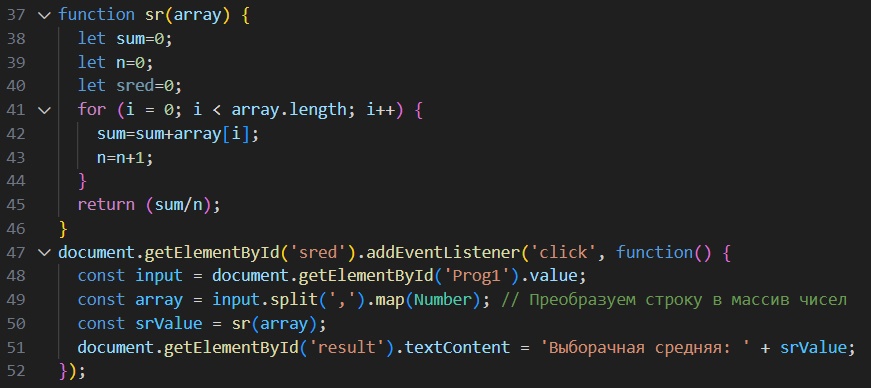 37 function sr(array) {
38 let sum=0;
39 let n=0;
40 let sred=0;
41 for (i = 0; i < array.length; i++) {
42 sum=sum+array[i];
43 n=n+1;
44 }
45 return (sum/n);
46 }
47 document.getElementById('sred').addEventListener('click', function() {
48 const input = document.getElementById('Prog1').value;
49 const array = input.split(',').map(Number); // Преобразуем строку в массив чисел
50 const srValue = sr(array);
51 document.getElementById('result').textContent = 'Выборачная средняя: ' + srValue;
52 });